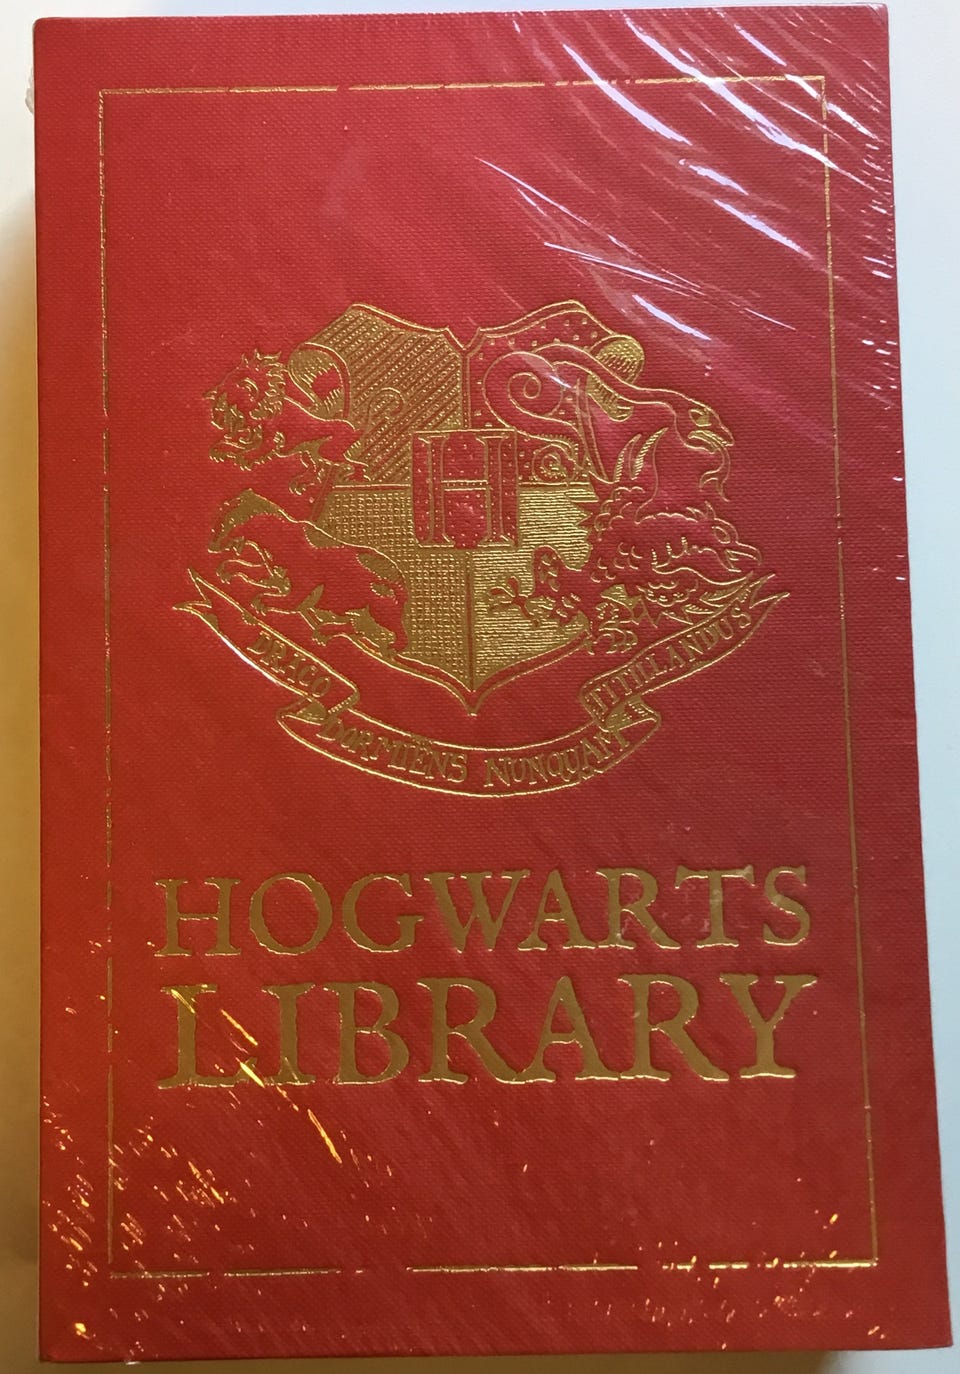 H
DRACO DORMIENS NUNQUAM TITILLANDUS
HOGWARTS
LIBRARY